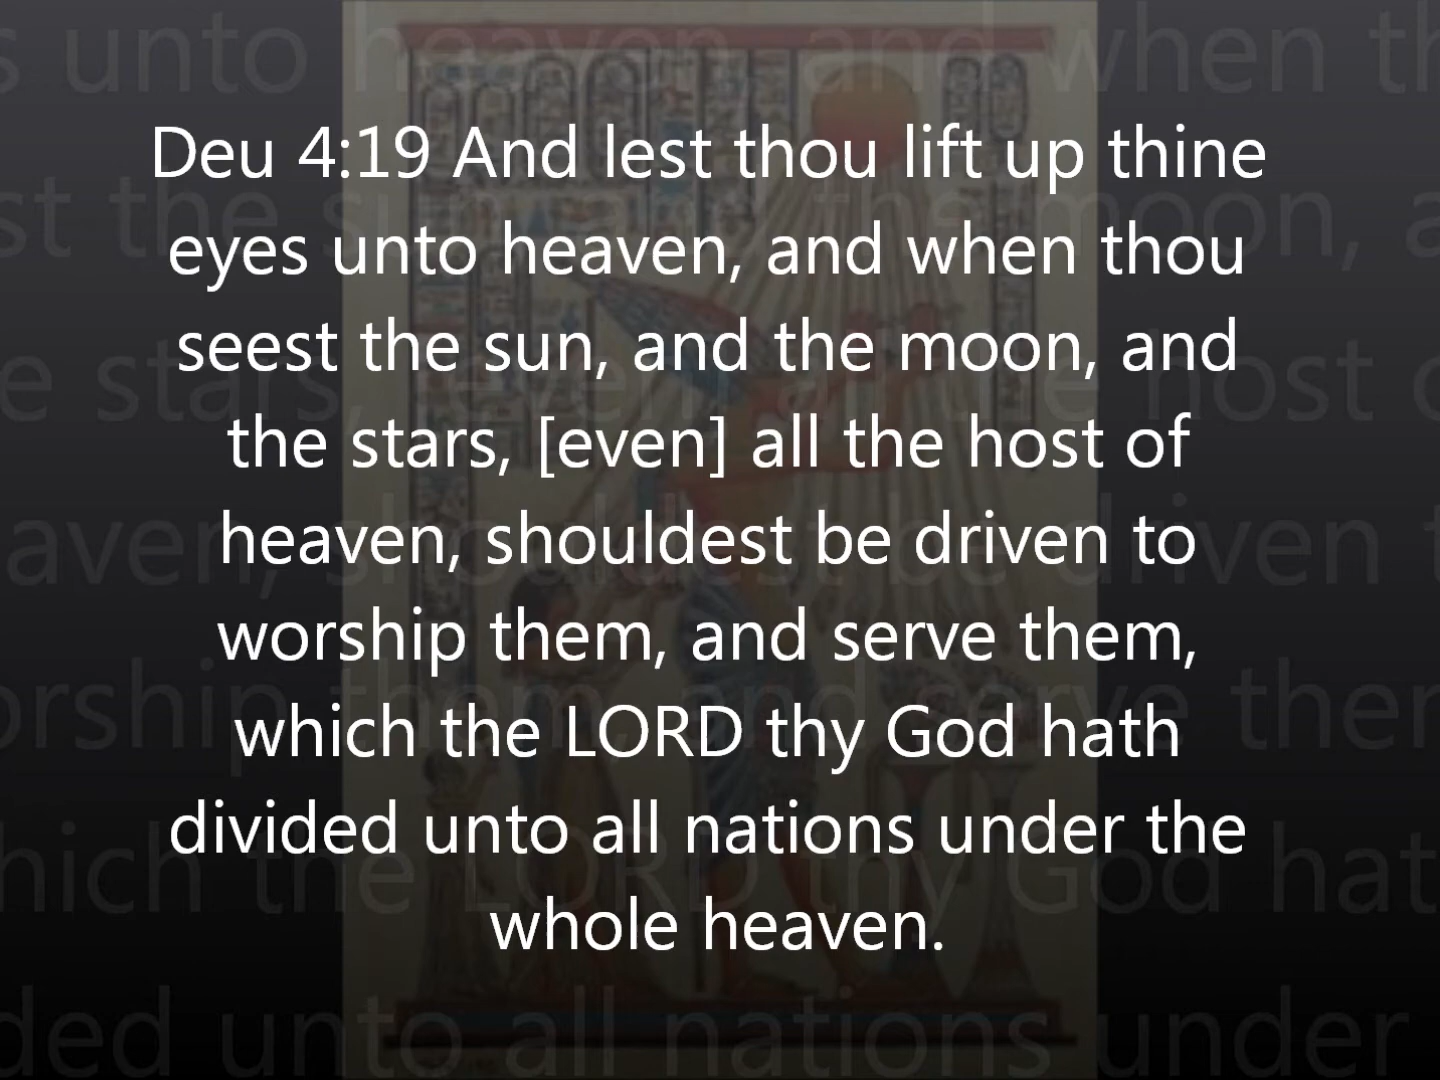 Deu 4:19 And lest thou lift up thine
eyes unto heaven, and when thou
seest the sun, and the moon, and
the stars, [even] all the host of
heaven, shouldest be driven to
worship them, and serve them,
which the LORD thy God hath
divided unto all nations under the
whole heaven.